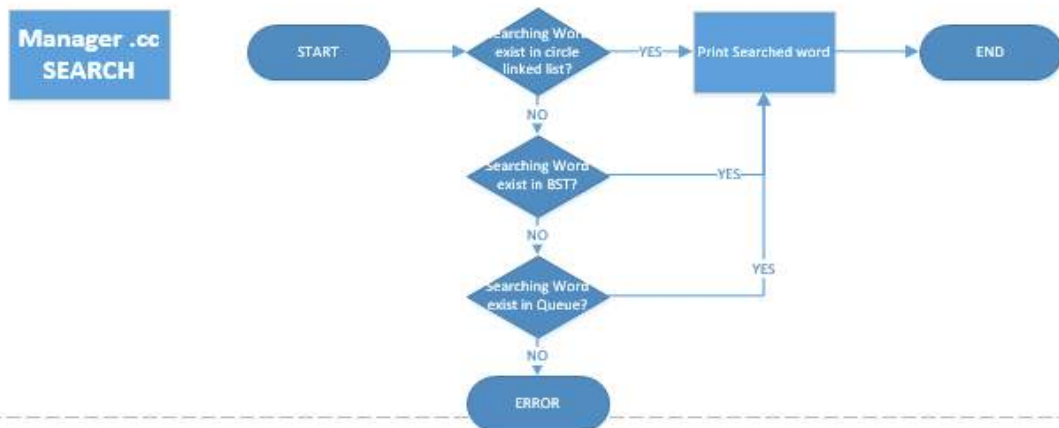 Manager .cc
SEARCH
START
Searching Word
exist in circle
linked list?
YES
Print Searched word
END
NO
Searching Word
exist in BST?
YES
NO
Searching Word
exist in Queue?
YES
NO
ERROR